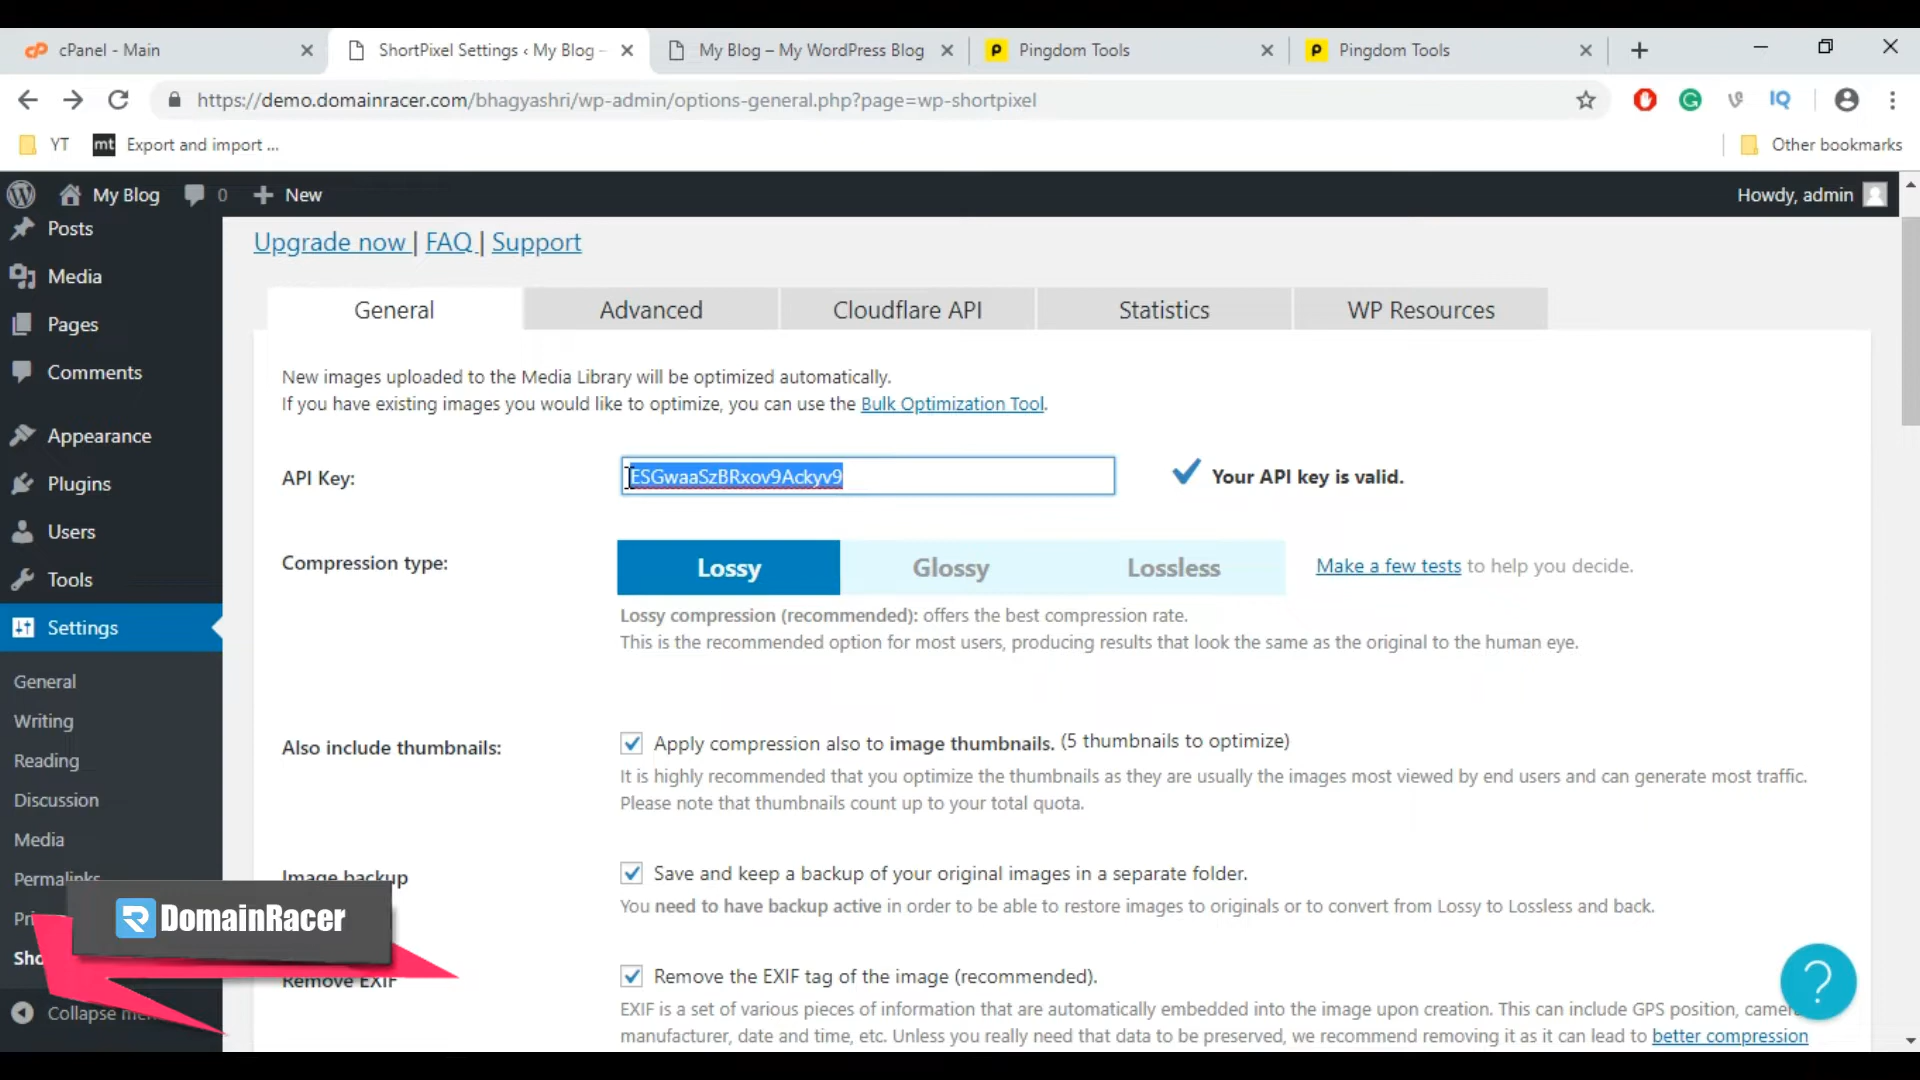 cPanel - Main
ShortPixel Settings ‹ My Blog –
My Blog – My WordPress Blog
Pingdom Tools
Pingdom Tools
https://demo.domainracer.com/bhagyashri/wp-admin/options-general.php?page=wp-shortpixel
YT
mt
Export and import ...
Other bookmarks
My Blog
0
New
Howdy, admin
Posts
Media
Pages
Comments
Appearance
Plugins
Users
Tools
Settings
General
Writing
Reading
Discussion
Media
Permalinks
Pri
Sho
Collapse me
Upgrade now | FAQ | Support
General
Advanced
Cloudflare API
Statistics
WP Resources
New images uploaded to the Media Library will be optimized automatically.
If you have existing images you would like to optimize, you can use the Bulk Optimization Tool.
API Key:
ESGwaaSzBRxov9Ackyv9
Your API key is valid.
Compression type:
Lossy
Glossy
Lossless
Make a few tests to help you decide.
Lossy compression (recommended): offers the best compression rate.
This is the recommended option for most users, producing results that look the same as the original to the human eye.
Also include thumbnails:
Apply compression also to image thumbnails. (5 thumbnails to optimize)
It is highly recommended that you optimize the thumbnails as they are usually the images most viewed by end users and can generate most traffic.
Please note that thumbnails count up to your total quota.
Image backup
Save and keep a backup of your original images in a separate folder.
You need to have backup active in order to be able to restore images to originals or to convert from Lossy to Lossless and back.
Remove EXIF
Remove the EXIF tag of the image (recommended).
EXIF is a set of various pieces of information that are automatically embedded into the image upon creation. This can include GPS position, camera
manufacturer, date and time, etc. Unless you really need that data to be preserved, we recommend removing it as it can lead to better compression
DomainRacer
?